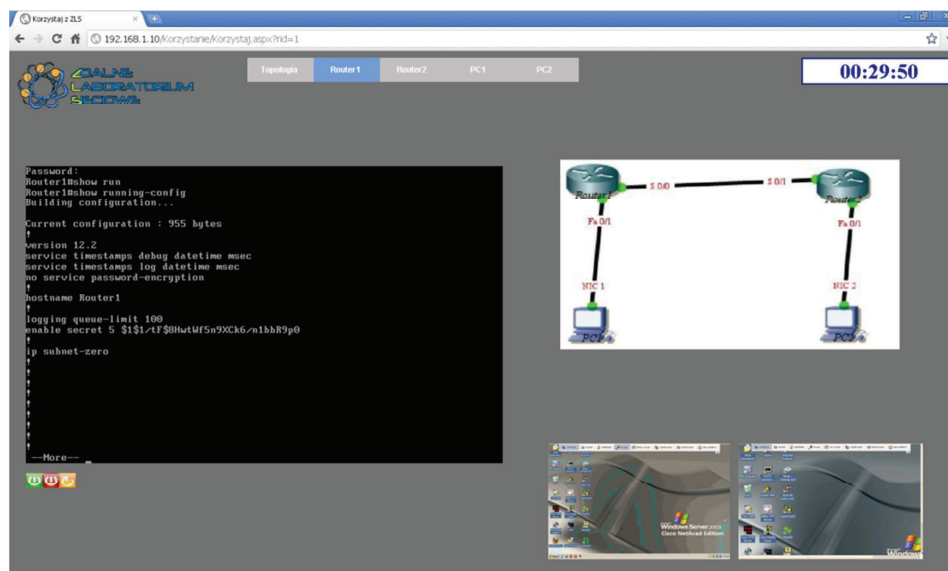 Korzystaj z ZLS
192.168.1.10/Korzystanie/Korzystaj.aspx?rid=1
ZDALNE
LABORATORIUM
SIECIOWE
Topologia Router1 Router2 PC1 PC2
00:29:50
Password:
Router1#show run
Router1#show running-config
Building configuration...
Current configuration : 955 bytes
!
version 12.2
service timestamps debug datetime msec
service timestamps log datetime msec
no service password-encryption
!
hostname Router1
!
logging queue-limit 100
enable secret 5 $1$1/tF$8HwtWf5n9XCk6/n1bbR9p0
!
ip subnet-zero
!
!
!
!
!
!
!
!
--More--
Router1
S 0/0
S 0/1
Router2
Fa 0/1
Fa 0/1
NIC 1
NIC 2
PC1
PC2
Windows Server 2003
Cisco NetAcad Edition
Windows